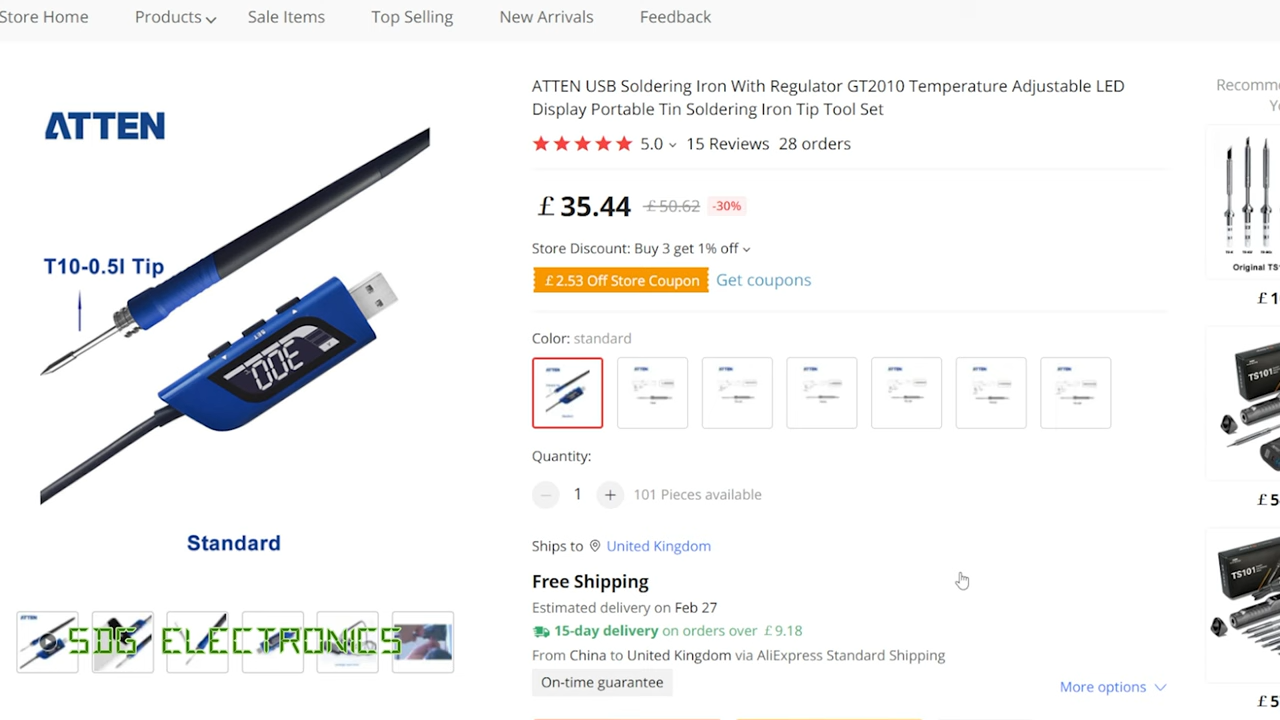 Store Home
Products
Sale Items
Top Selling
New Arrivals
Feedback
ATTEN
T10-0.5I Tip
SET
300
Standard
SDG ELECTRONICS
ATTEN USB Soldering Iron With Regulator GT2010 Temperature Adjustable LED
Display Portable Tin Soldering Iron Tip Tool Set
5.0 15 Reviews 28 orders
£ 35.44 £ 50.62 -30%
Store Discount: Buy 3 get 1% off
£ 2.53 Off Store Coupon Get coupons
Color: standard
Quantity:
1 + 101 Pieces available
Ships to United Kingdom
Free Shipping
Estimated delivery on Feb 27
15-day delivery on orders over £ 9.18
From China to United Kingdom via AliExpress Standard Shipping
On-time guarantee
More options
Original TS1
TS101
TS101